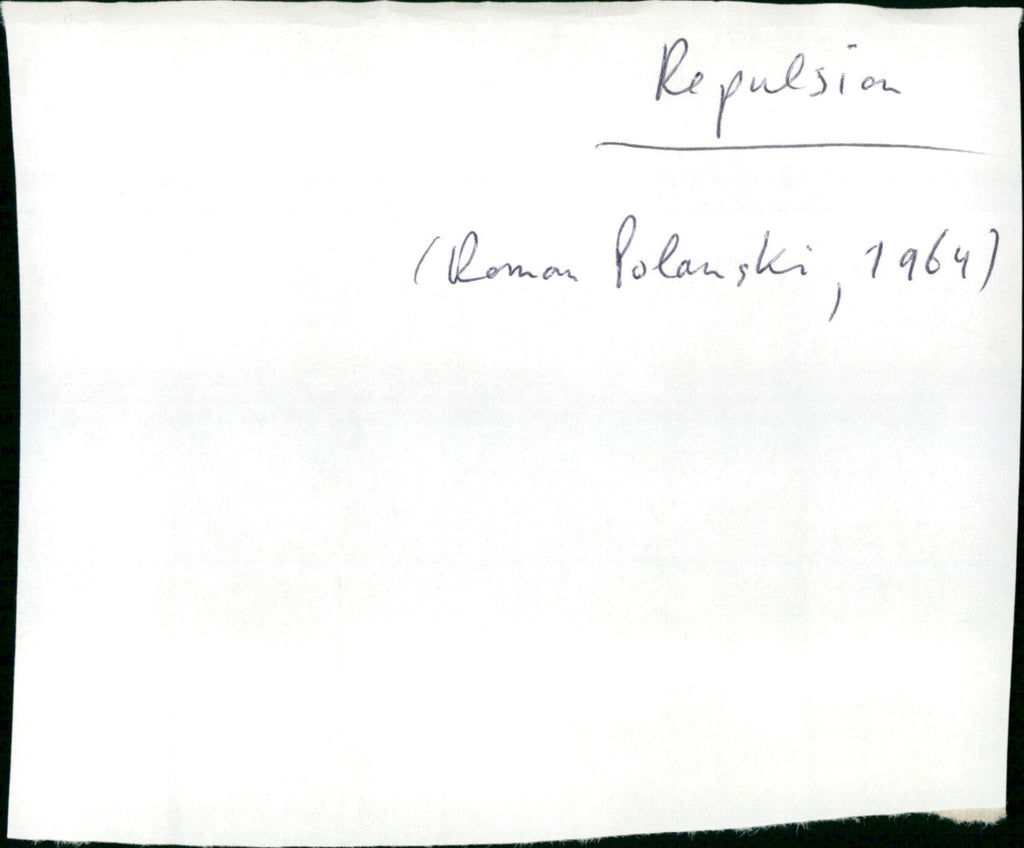 Repulsion
(Roman Polanski, 1964)